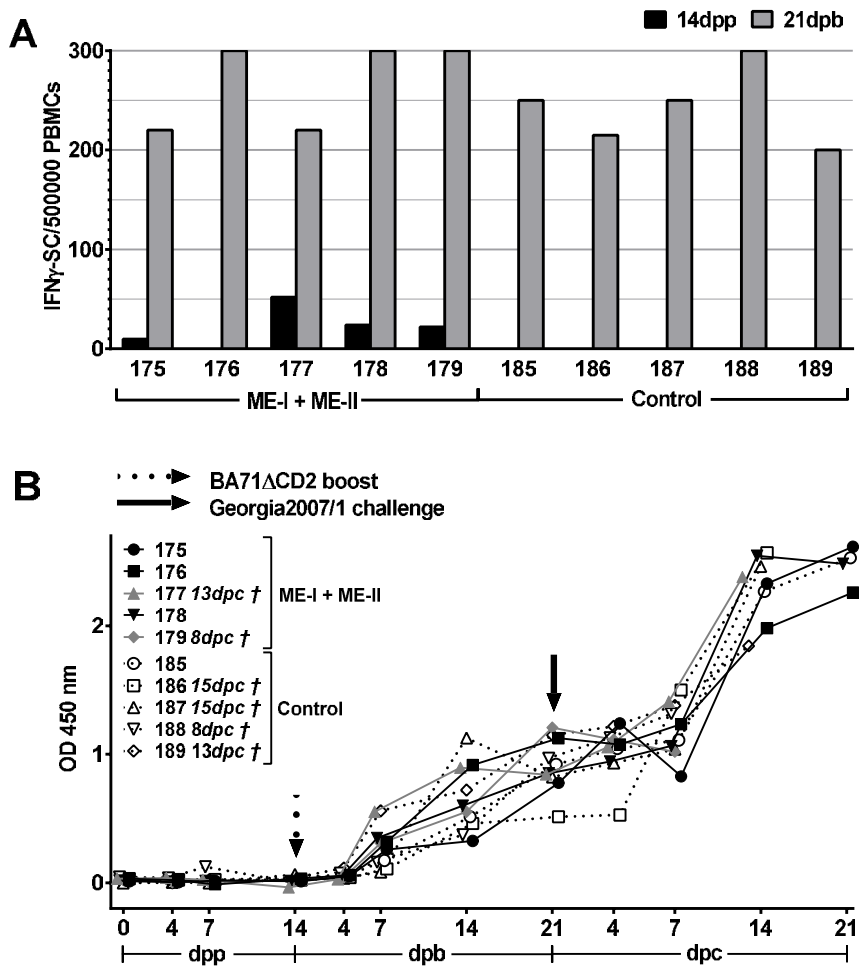 A
14dpp 21dpb
IFNγ-SC/500000 PBMCs
300
200
100
0
175 176 177 178 179 185 186 187 188 189
ME-I + ME-II Control
B
BA71ΔCD2 boost
Georgia2007/1 challenge
175
176
177 13dpc †
178
179 8dpc †
ME-I + ME-II
185
186 15dpc †
187 15dpc †
188 8dpc †
189 13dpc †
Control
OD 450 nm
2
1
0
0 4 7 14 4 7 14 21 4 7 14 21
dpp dpb dpc